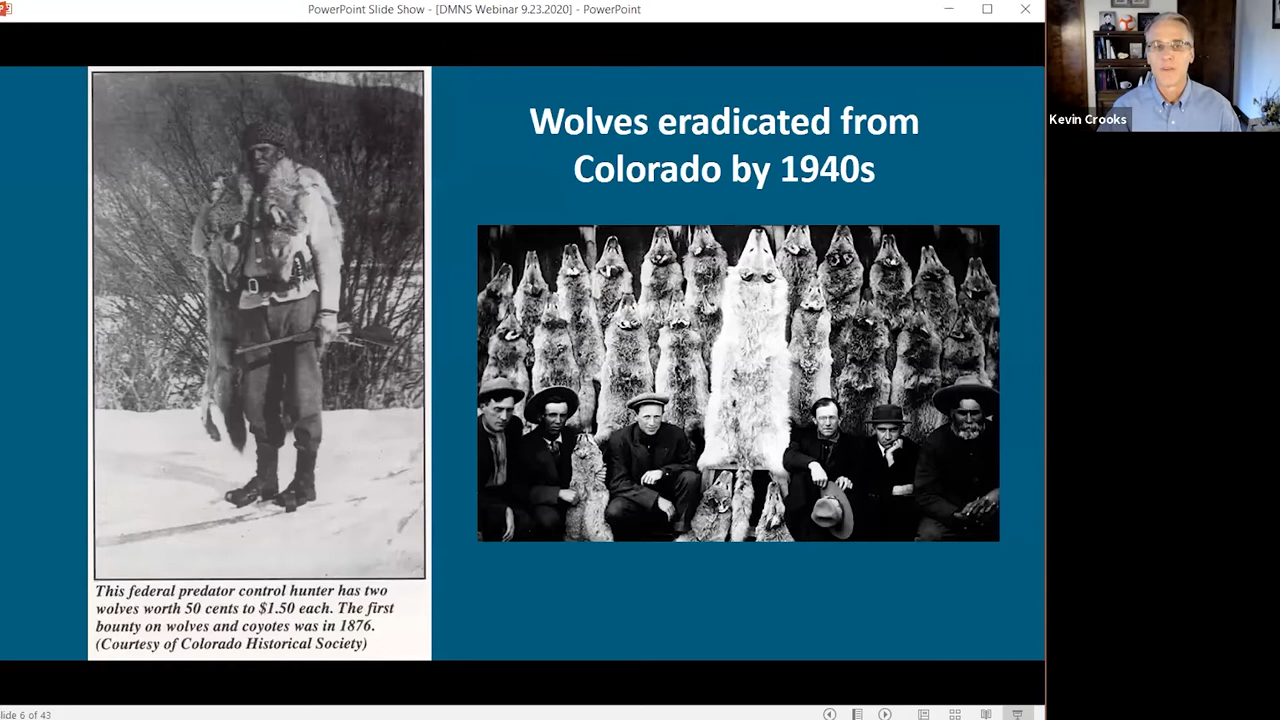 PowerPoint Slide Show - [DMNS Webinar 9.23.2020] - PowerPoint
Wolves eradicated from
Colorado by 1940s
Kevin Crooks
This federal predator control hunter has two
wolves worth 50 cents to $1.50 each. The first
bounty on wolves and coyotes was in 1876.
(Courtesy of Colorado Historical Society)
lide 6 of 43